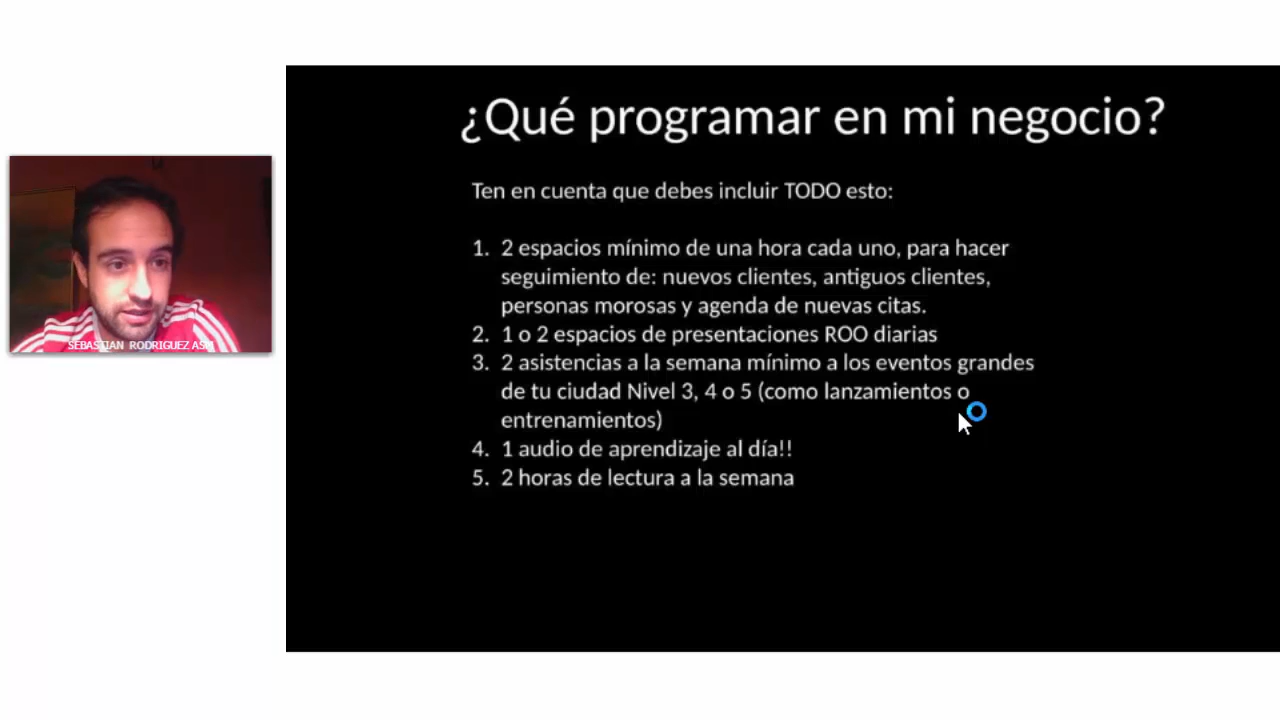 ¿Qué programar en mi negocio?
Ten en cuenta que debes incluir TODO esto:
1. 2 espacios mínimo de una hora cada uno, para hacer
seguimiento de: nuevos clientes, antiguos clientes,
personas morosas y agenda de nuevas citas.
2. 1 o 2 espacios de presentaciones ROO diarias
3. 2 asistencias a la semana mínimo a los eventos grandes
de tu ciudad Nivel 3, 4 o 5 (como lanzamientos o
entrenamientos)
4. 1 audio de aprendizaje al día!!
5. 2 horas de lectura a la semana
SEBASTIAN RODRIGUEZ ASM